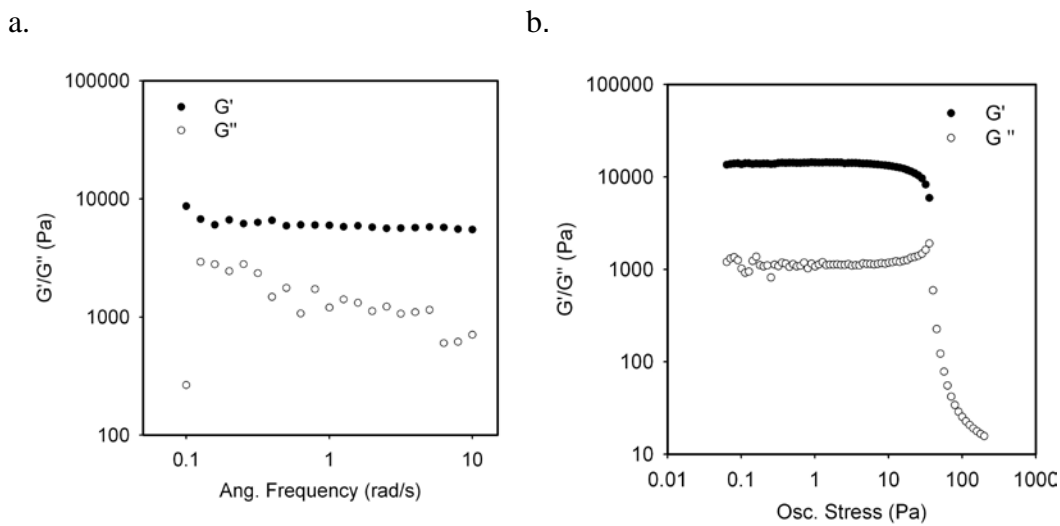 a.
b.
100000
10000
1000
100
G'
G"
G'/G" (Pa)
0.1 1 10
Ang. Frequency (rad/s)
100000
10000
1000
100
10
G'
G "
G'/G" (Pa)
0.01 0.1 1 10 100 1000
Osc. Stress (Pa)